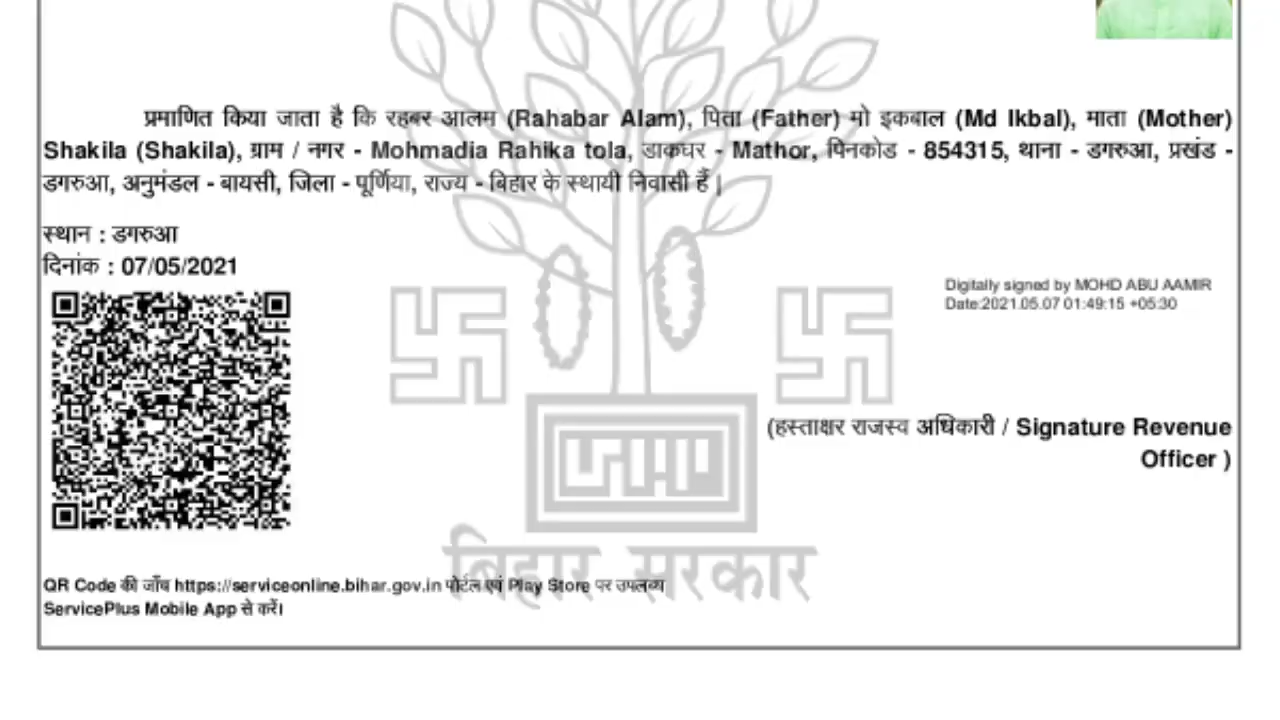 प्रमाणित किया जाता है कि रहबर आलम (Rahabar Alam), पिता (Father) मो इकबाल (Md Ikbal), माता (Mother)
Shakila (Shakila), ग्राम / नगर - Mohmadia Rahika tola, डाकघर - Mathor, पिनकोड - 854315, थाना - डगरुआ, प्रखंड -
डगरुआ, अनुमंडल - बायसी, जिला - पूर्णिया, राज्य - बिहार के स्थायी निवासी हैं |
स्थान : डगरुआ
दिनांक : 07/05/2021
Digitally signed by MOHD ABU AAMIR
Date:2021.05.07 01:49:15 +05:30
(हस्ताक्षर राजस्व अधिकारी / Signature Revenue
Officer )
बिहार सरकार
QR Code की जाँच https://serviceonline.bihar.gov.in पोर्टल एवं Play Store पर उपलब्ध
ServicePlus Mobile App से करें।